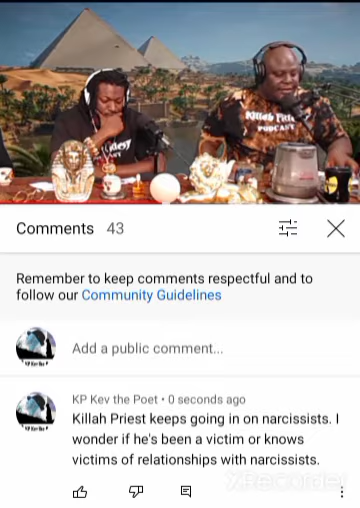 Killah Priest
PODCAST
Comments 43
Remember to keep comments respectful and to
follow our Community Guidelines
Add a public comment...
KP Kev the Poet • 0 seconds ago
Killah Priest keeps going in on narcissists. I
wonder if he's been a victim or knows
victims of relationships with narcissists.
XRecorder